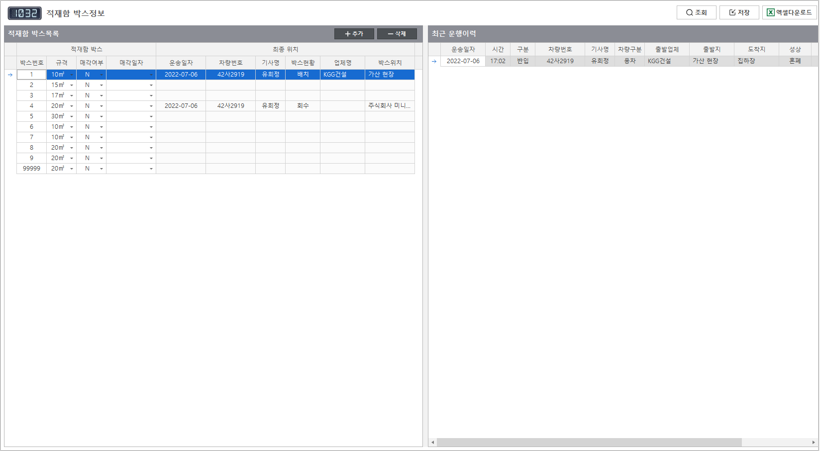 1032 적재함 박스정보 조회 저장 엑셀다운로드
적재함 박스목록 추가 삭제
적재함 박스 최종 위치
박스번호 규격 매각여부 매각일자 운송일자 차량번호 기사명 박스현황 업체명 박스위치
1 10㎥ N 2022-07-06 42사2919 유희정 배치 KGG건설 가산 현장
2 15㎥ N
3 17㎥ N
4 20㎥ N 2022-07-06 42사2919 유희정 회수 주식회사 미니...
5 30㎥ N
6 10㎥ N
7 10㎥ N
8 20㎥ N
9 20㎥ N
99999 20㎥ N
최근 운행이력
운송일자 시간 구분 차량번호 기사명 차량구분 출발업체 출발지 도착지 성상
2022-07-06 17:02 반입 42사2919 유희정 용차 KGG건설 가산 현장 집하장 혼폐